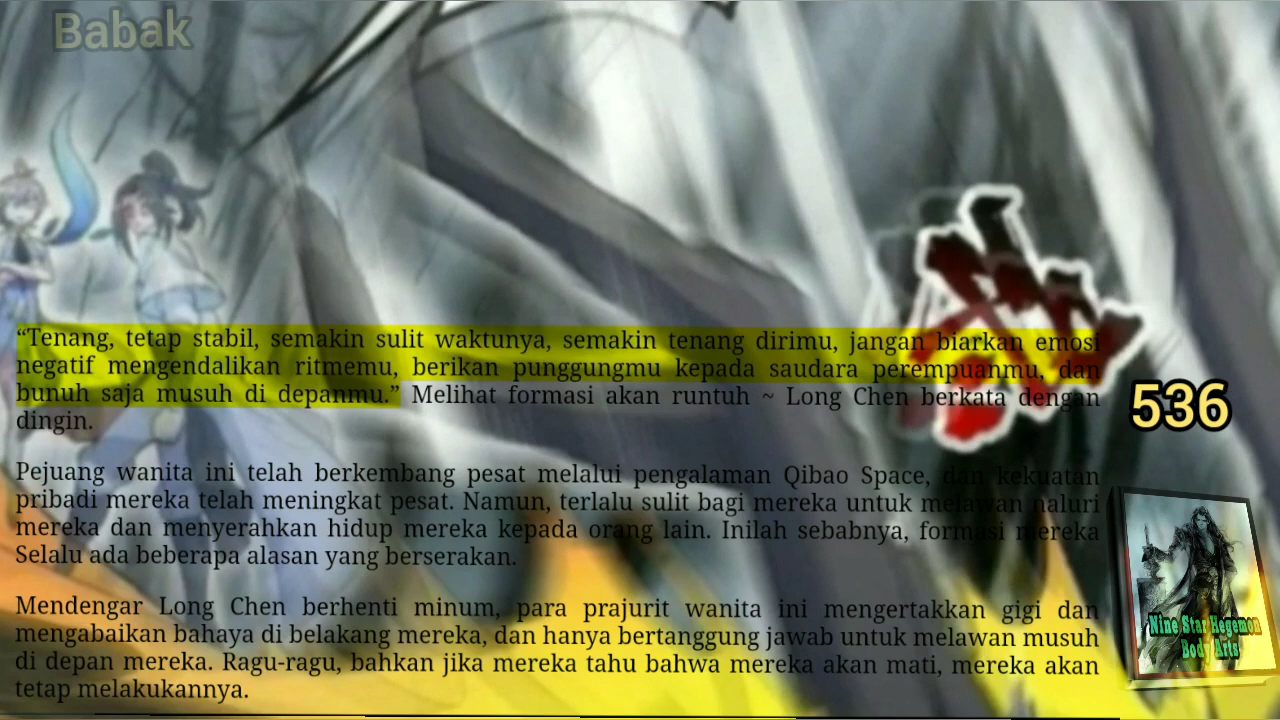 Babak
“Tenang, tetap stabil, semakin sulit waktunya, semakin tenang dirimu, jangan biarkan emosi
negatif mengendalikan ritmemu, berikan punggungmu kepada saudara perempuanmu, dan
bunuh saja musuh di depanmu.” Melihat formasi akan runtuh ~ Long Chen berkata dengan
dingin.
536
Pejuang wanita ini telah berkembang pesat melalui pengalaman Qibao Space, dan kekuatan
pribadi mereka telah meningkat pesat. Namun, terlalu sulit bagi mereka untuk melawan naluri
mereka dan menyerahkan hidup mereka kepada orang lain. Inilah sebabnya, formasi mereka
Selalu ada beberapa alasan yang berserakan.
Mendengar Long Chen berhenti minum, para prajurit wanita ini mengertakkan gigi dan
mengabaikan bahaya di belakang mereka, dan hanya bertanggung jawab untuk melawan musuh
di depan mereka. Ragu-ragu, bahkan jika mereka tahu bahwa mereka akan mati, mereka akan
tetap melakukannya.
Nine Star Hegemon
Body Arts